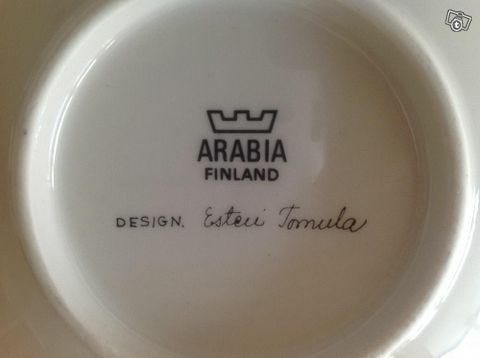 ARABIA
FINLAND
DESIGN. Esteri Tomula